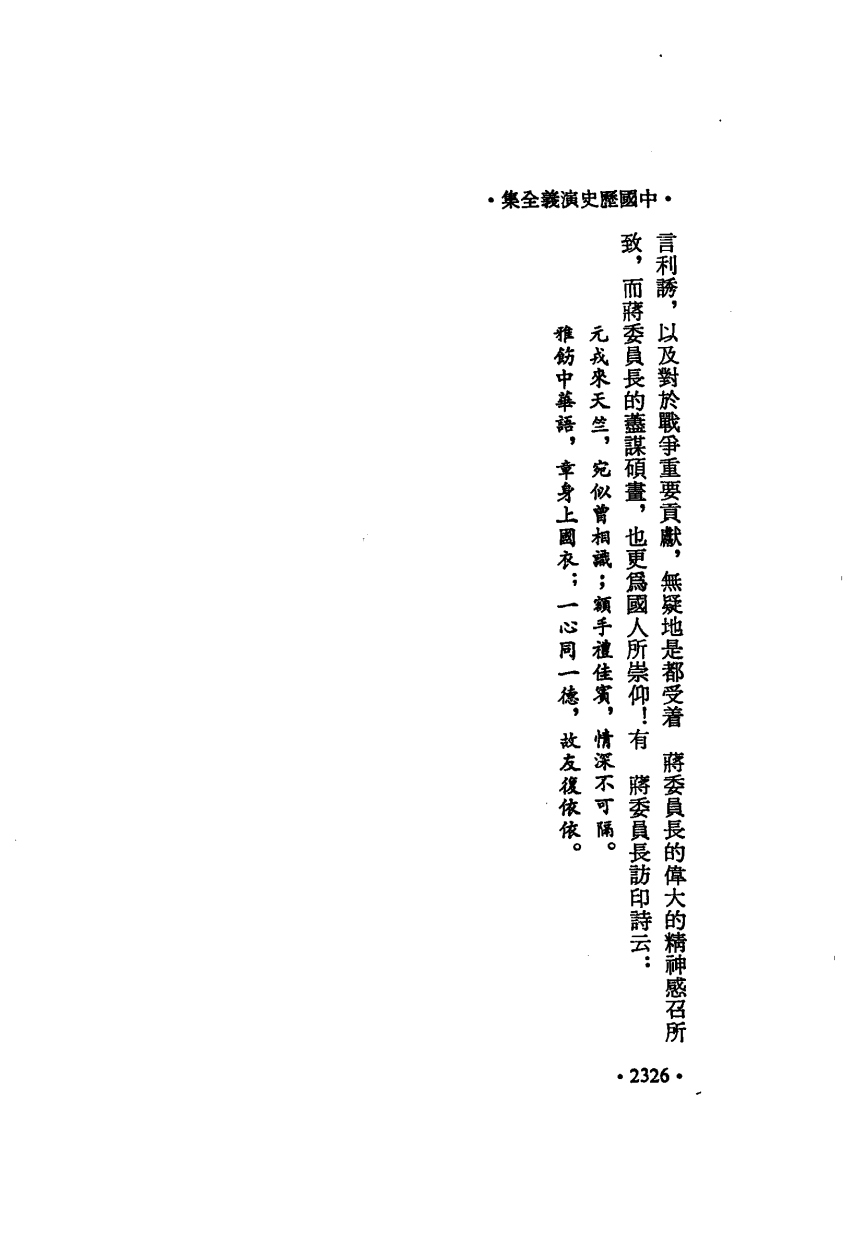 •中國歷史演義全集•
言利誘，以及對於戰爭重要貢獻，無疑地是都受着　蔣委員長的偉大的精神感召所
致，而蔣委員長的藎謀碩畫，也更爲國人所崇仰！有　蔣委員長訪印詩云：
元戎來天竺，宛似曾相識；額手禮佳賓，情深不可隔。
雅飭中華語，章身上國衣；一心同一德，故友復依依。
•2326•